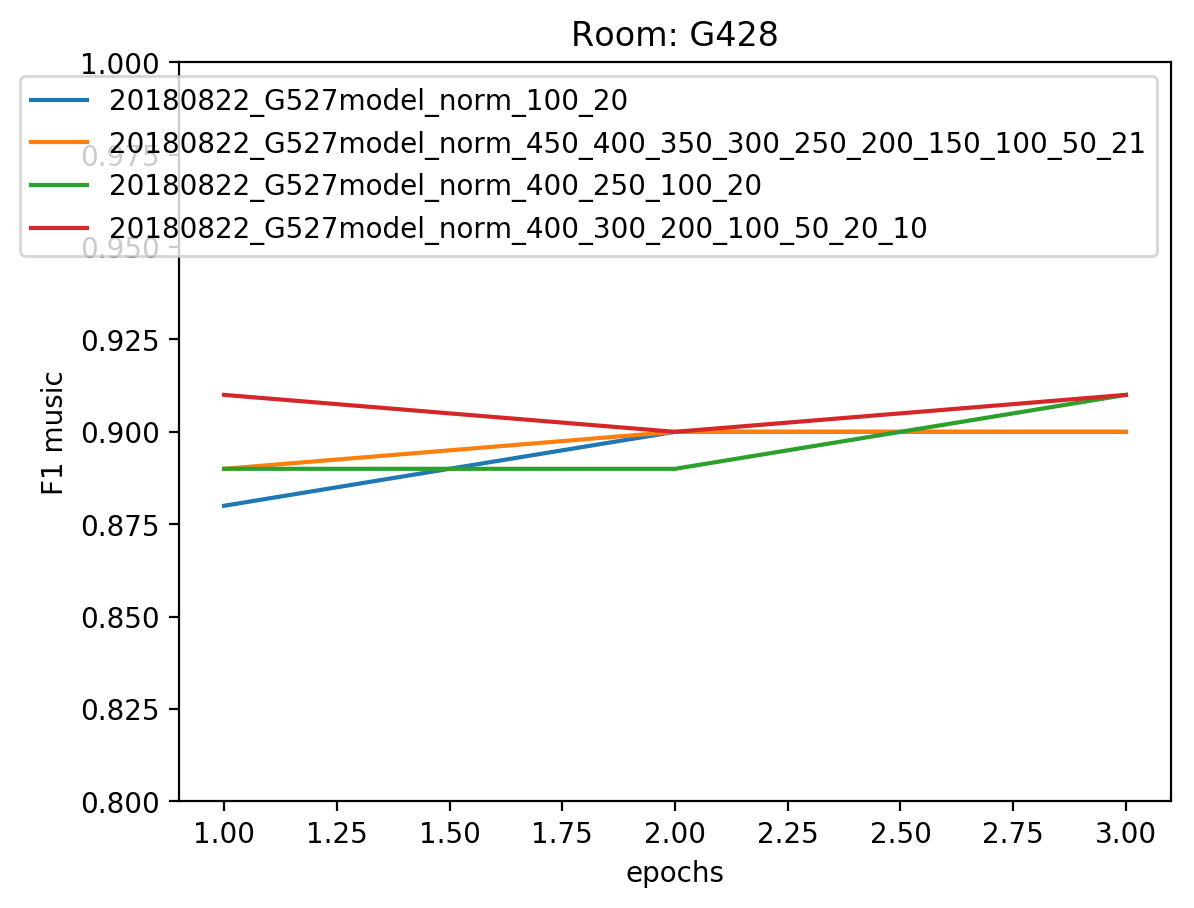 Room: G428
1.000
20180822_G527model_norm_100_20
20180822_G527model_norm_450_400_350_300_250_200_150_100_50_21
0.975
20180822_G527model_norm_400_250_100_20
20180822_G527model_norm_400_300_200_100_50_20_10
0.950
0.925
0.900
0.875
0.850
0.825
0.800
F1 music
1.00 1.25 1.50 1.75 2.00 2.25 2.50 2.75 3.00
epochs